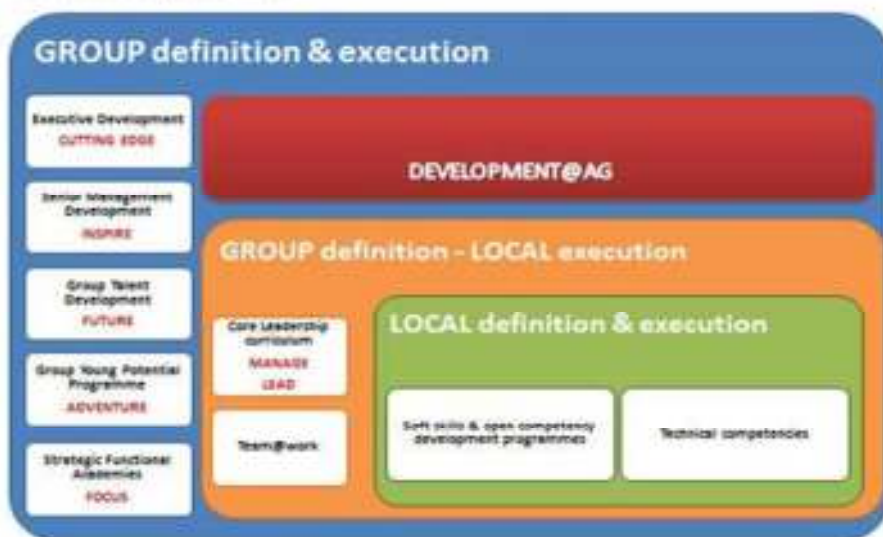 GROUP definition & execution
Executive Development
CUTTING EDGE
Senior Management
Development
INSPIRE
Group Talent
Development
FUTURE
Group Young Potential
Programme
ADVENTURE
Strategic Functional
Academies
FOCUS
DEVELOPMENT@AG
GROUP definition - LOCAL execution
Core Leadership
curriculum
MANAGE
LEAD
Team@work
LOCAL definition & execution
Soft skills & open competency
development programmes
Technical competencies